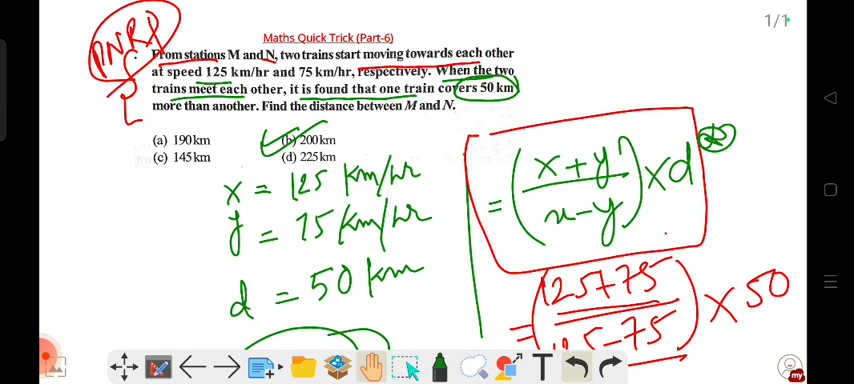 1/1
Maths Quick Trick (Part-6)
From stations M and N, two trains start moving towards each other
at speed 125 km/hr and 75 km/hr, respectively. When the two
trains meet each other, it is found that one train covers 50 km
more than another. Find the distance between M and N.
(a) 190 km
(b) 200 km
(c) 145 km
(d) 225 km
x = 125 km/hr
y = 75 km/hr
d = 50 km
= (x+y / x-y) × d
= (125+75 / 125-75) × 50
T
my